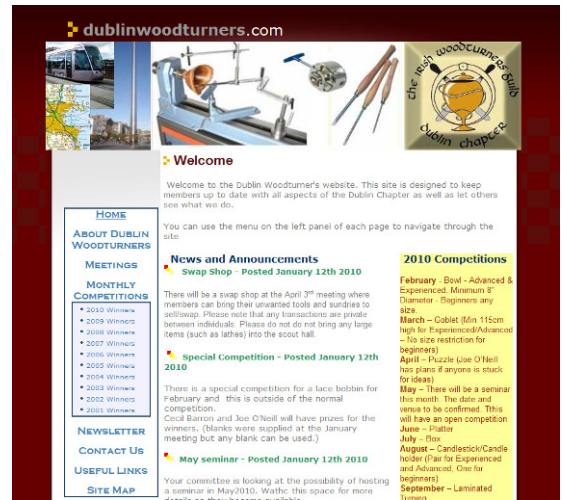 dublinwoodturners.com
the irish woodturners guild
dublin chapter
Welcome
Welcome to the Dublin Woodturner's website. This site is designed to keep
members up to date with all aspects of the Dublin Chapter as well as let others
see what we do.
You can use the menu on the left panel of each page to navigate through the
site
Home
About Dublin
Woodturners
Meetings
Monthly
Competitions
2010 Winners
2009 Winners
2008 Winners
2007 Winners
2006 Winners
2005 Winners
2004 Winners
2003 Winners
2002 Winners
2001 Winners
Newsletter
Contact Us
Useful Links
Site Map
News and Announcements
Swap Shop - Posted January 12th 2010
There will be a swap shop at the April 3rd meeting where
members can bring their unwanted tools and sundries to
sell/swap. Please note that any transactions are private
between individuals. Please do not do not bring any large
items (such as lathes) into the scout hall.
Special Competition - Posted January 12th
2010
There is a special competition for a lace bobbin for
February and this is outside of the normal
competition.
Cecil Barron and Joe O'Neill will have prizes for the
winners. (blanks were supplied at the January
meeting but any blank can be used.)
May seminar - Posted January 12th 2010
Your committee is looking at the possibility of hosting
a seminar in May2010. Wathc this space for more
details as they become available
2010 Competitions
February - Bowl - Advanced &
Experienced. Minimum 8"
Diameter - Beginners any
size.
March – Goblet (Min 115cm
high for Experienced/Advanced
– No size restriction for
beginners)
April – Puzzle (Joe O'Neill
has plans if anyone is stuck
for ideas)
May – There will be a seminar
this month. The date and
venue to be confirmed. This
will have an open competition
June – Platter
July – Box
August – Candlestick/Candle
holder (Pair for Experienced
and Advanced, One for
beginners)
September – Laminated
Turning